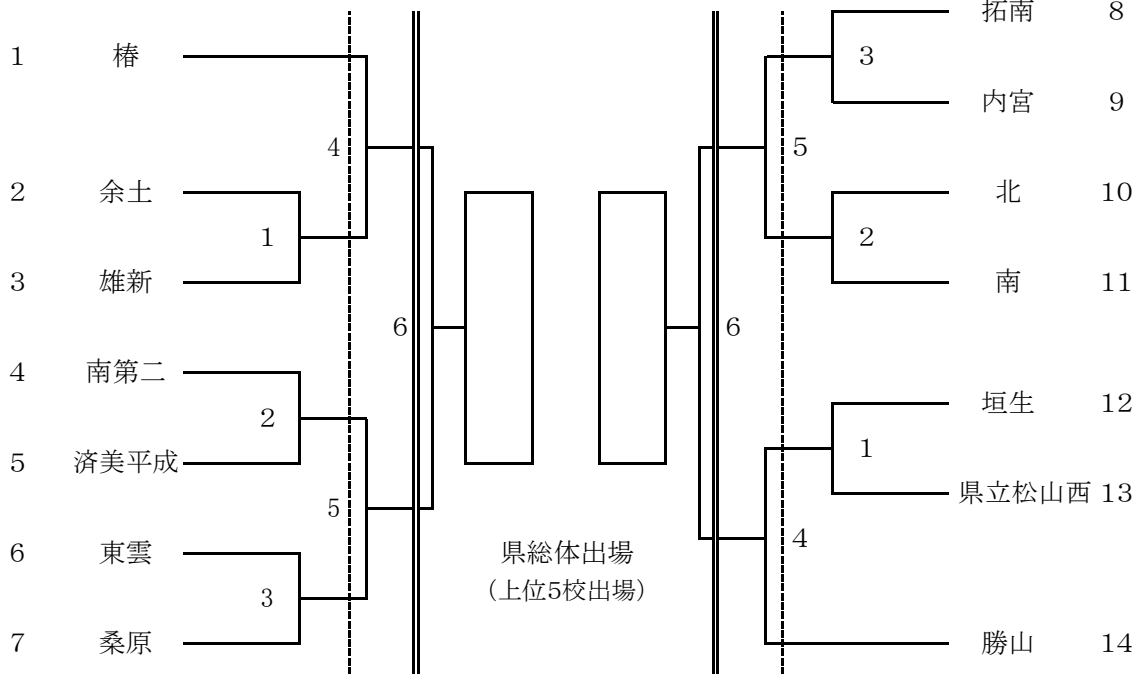 拓南 8
1 椿
3
内宮 9
4
5
2 余土
北 10
1
2
3 雄新
南 11
6
6
4 南第二
垣生 12
2
1
5 済美平成
県立松山西 13
5
4
6 東雲
県総体出場
（上位5校出場）
3
7 桑原
勝山 14